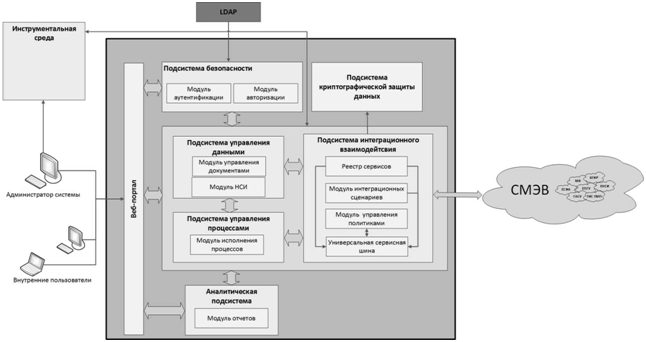 LDAP
Инструментальная
среда
Подсистема безопасности
Модуль
аутентификации
Модуль
авторизации
Подсистема
криптографической защиты
данных
Подсистема управления
данными
Модуль управления
документами
Модуль НСИ
Подсистема интеграционного
взаимодейтсвия
Реестр сервисов
Модуль интеграционных
сценариев
Модуль управления
политиками
Универсальная сервисная
шина
Подсистема управления
процессами
Модуль исполнения
процессов
Аналитическая
подсистема
Модуль отчетов
Веб-портал
Администратор системы
Внутренние пользователи
СМЭВ